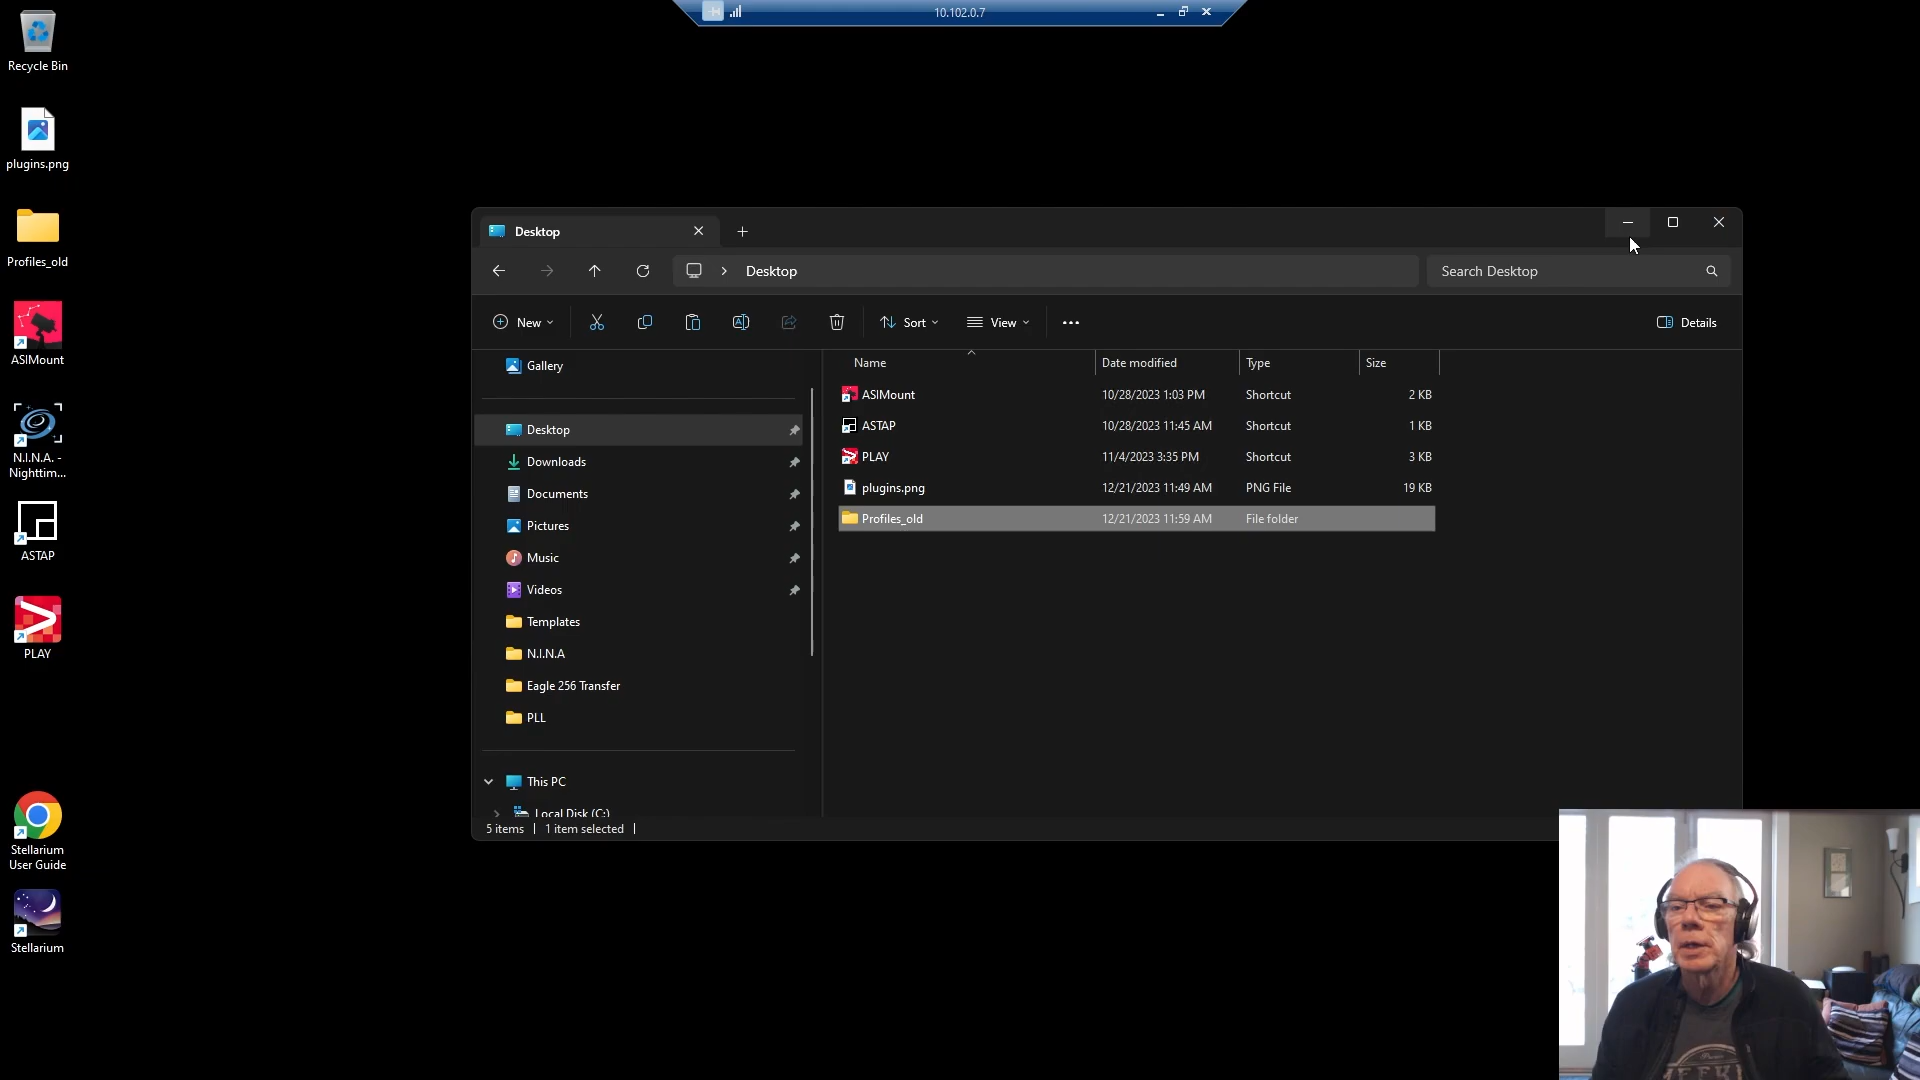 10.102.0.7
Recycle Bin
plugins.png
Profiles_old
ASIMount
N.I.N.A. -
Nighttim...
ASTAP
PLAY
Stellarium
User Guide
Stellarium
Desktop
Desktop
Search Desktop
New
Sort
View
Details
Gallery
Desktop
Downloads
Documents
Pictures
Music
Videos
Templates
N.I.N.A
Eagle 256 Transfer
PLL
This PC
Local Disk (C:)
Name Date modified Type Size
ASIMount 10/28/2023 1:03 PM Shortcut 2 KB
ASTAP 10/28/2023 11:45 AM Shortcut 1 KB
PLAY 11/4/2023 3:35 PM Shortcut 3 KB
plugins.png 12/21/2023 11:49 AM PNG File 19 KB
Profiles_old 12/21/2023 11:59 AM File folder
5 items 1 item selected